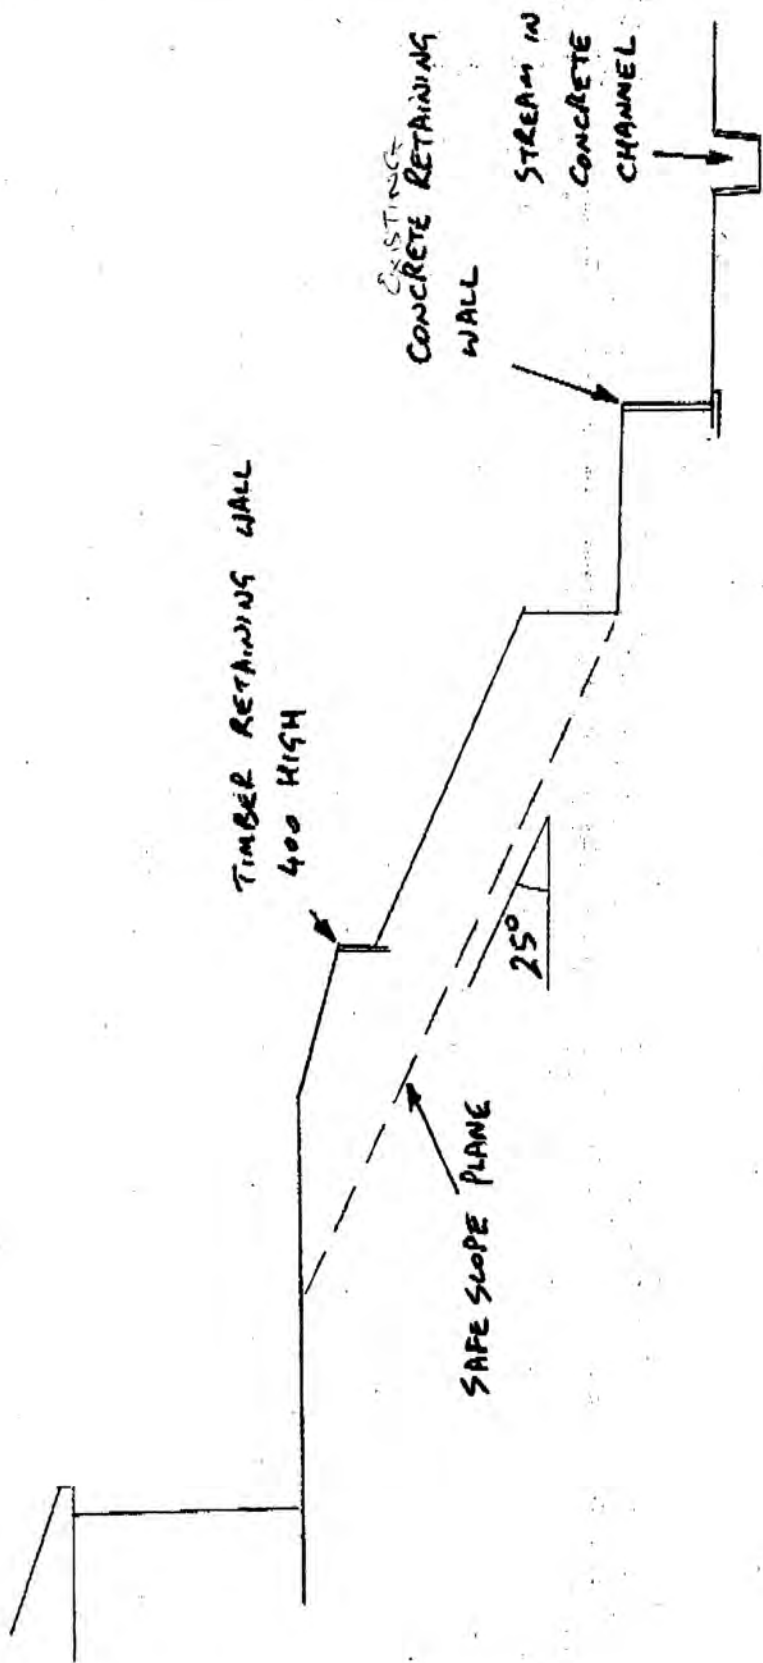 TIMBER RETAINING WALL
400 HIGH
EXISTING
CONCRETE RETAINING
WALL
STREAM IN
CONCRETE
CHANNEL
SAFE SLOPE PLANE
25°